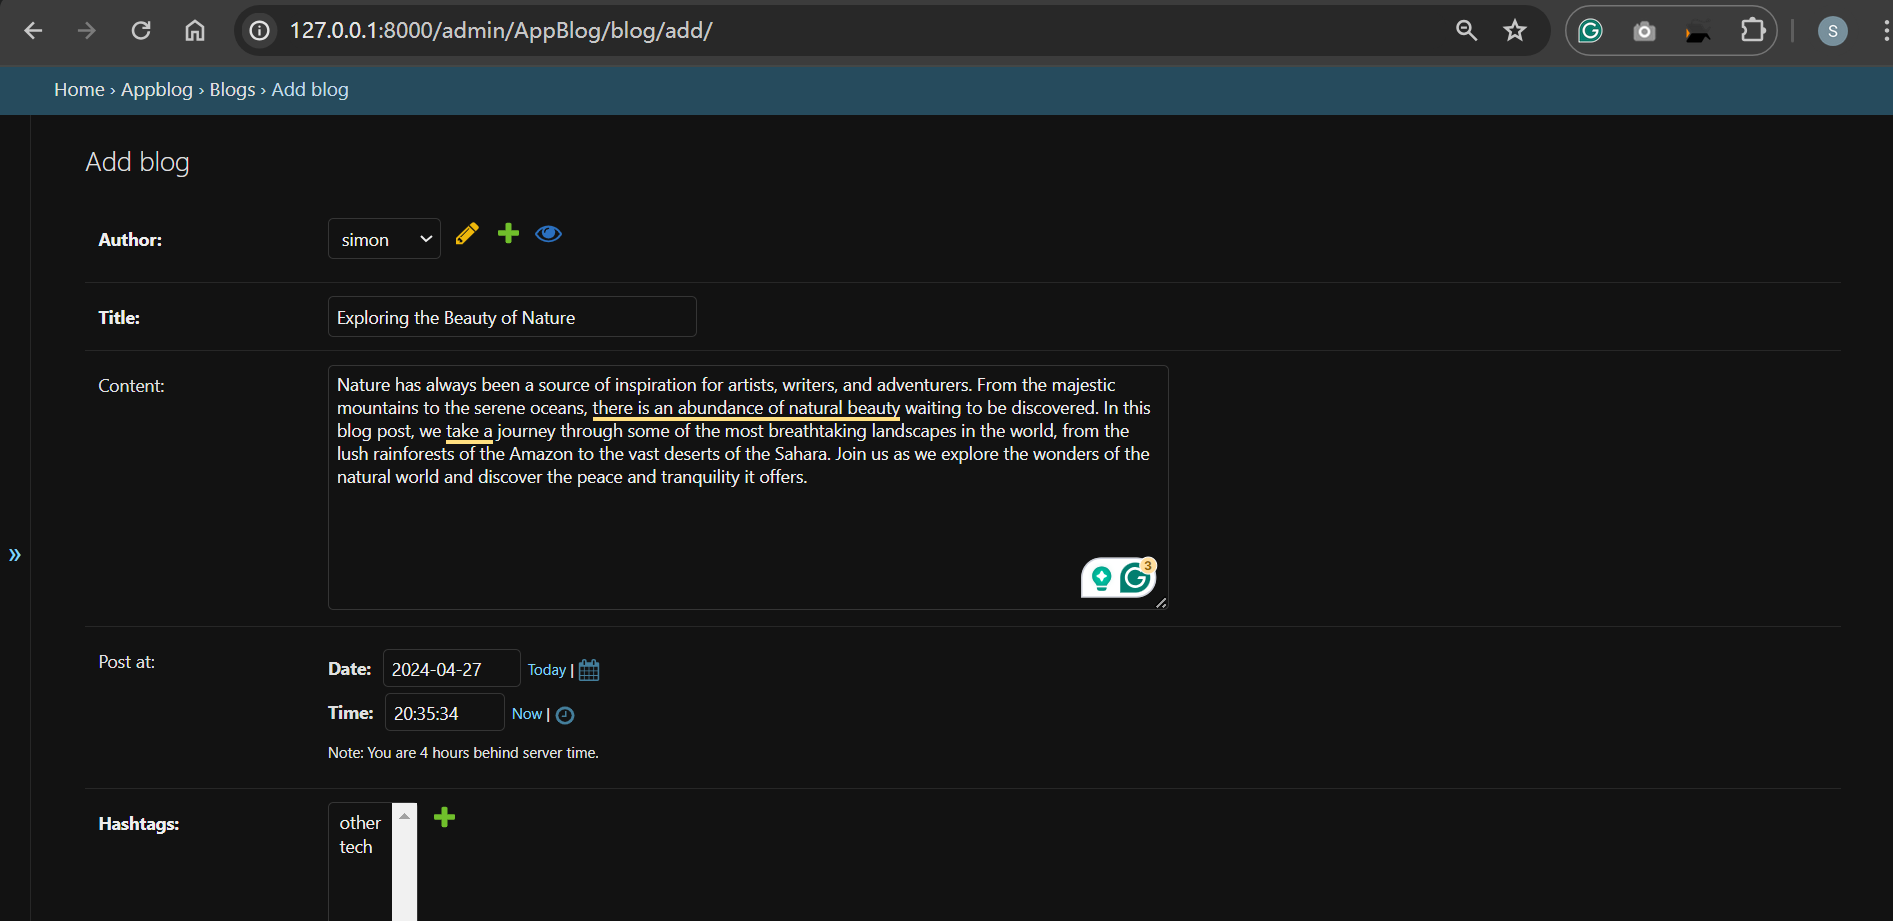 127.0.0.1:8000/admin/AppBlog/blog/add/
S
Home › Appblog › Blogs › Add blog
Add blog
Author:
simon
Title:
Exploring the Beauty of Nature
Content:
Nature has always been a source of inspiration for artists, writers, and adventurers. From the majestic
mountains to the serene oceans, there is an abundance of natural beauty waiting to be discovered. In this
blog post, we take a journey through some of the most breathtaking landscapes in the world, from the
lush rainforests of the Amazon to the vast deserts of the Sahara. Join us as we explore the wonders of the
natural world and discover the peace and tranquility it offers.
3
»
Post at:
Date: 2024-04-27 Today |
Time: 20:35:34 Now |
Note: You are 4 hours behind server time.
Hashtags:
other
tech